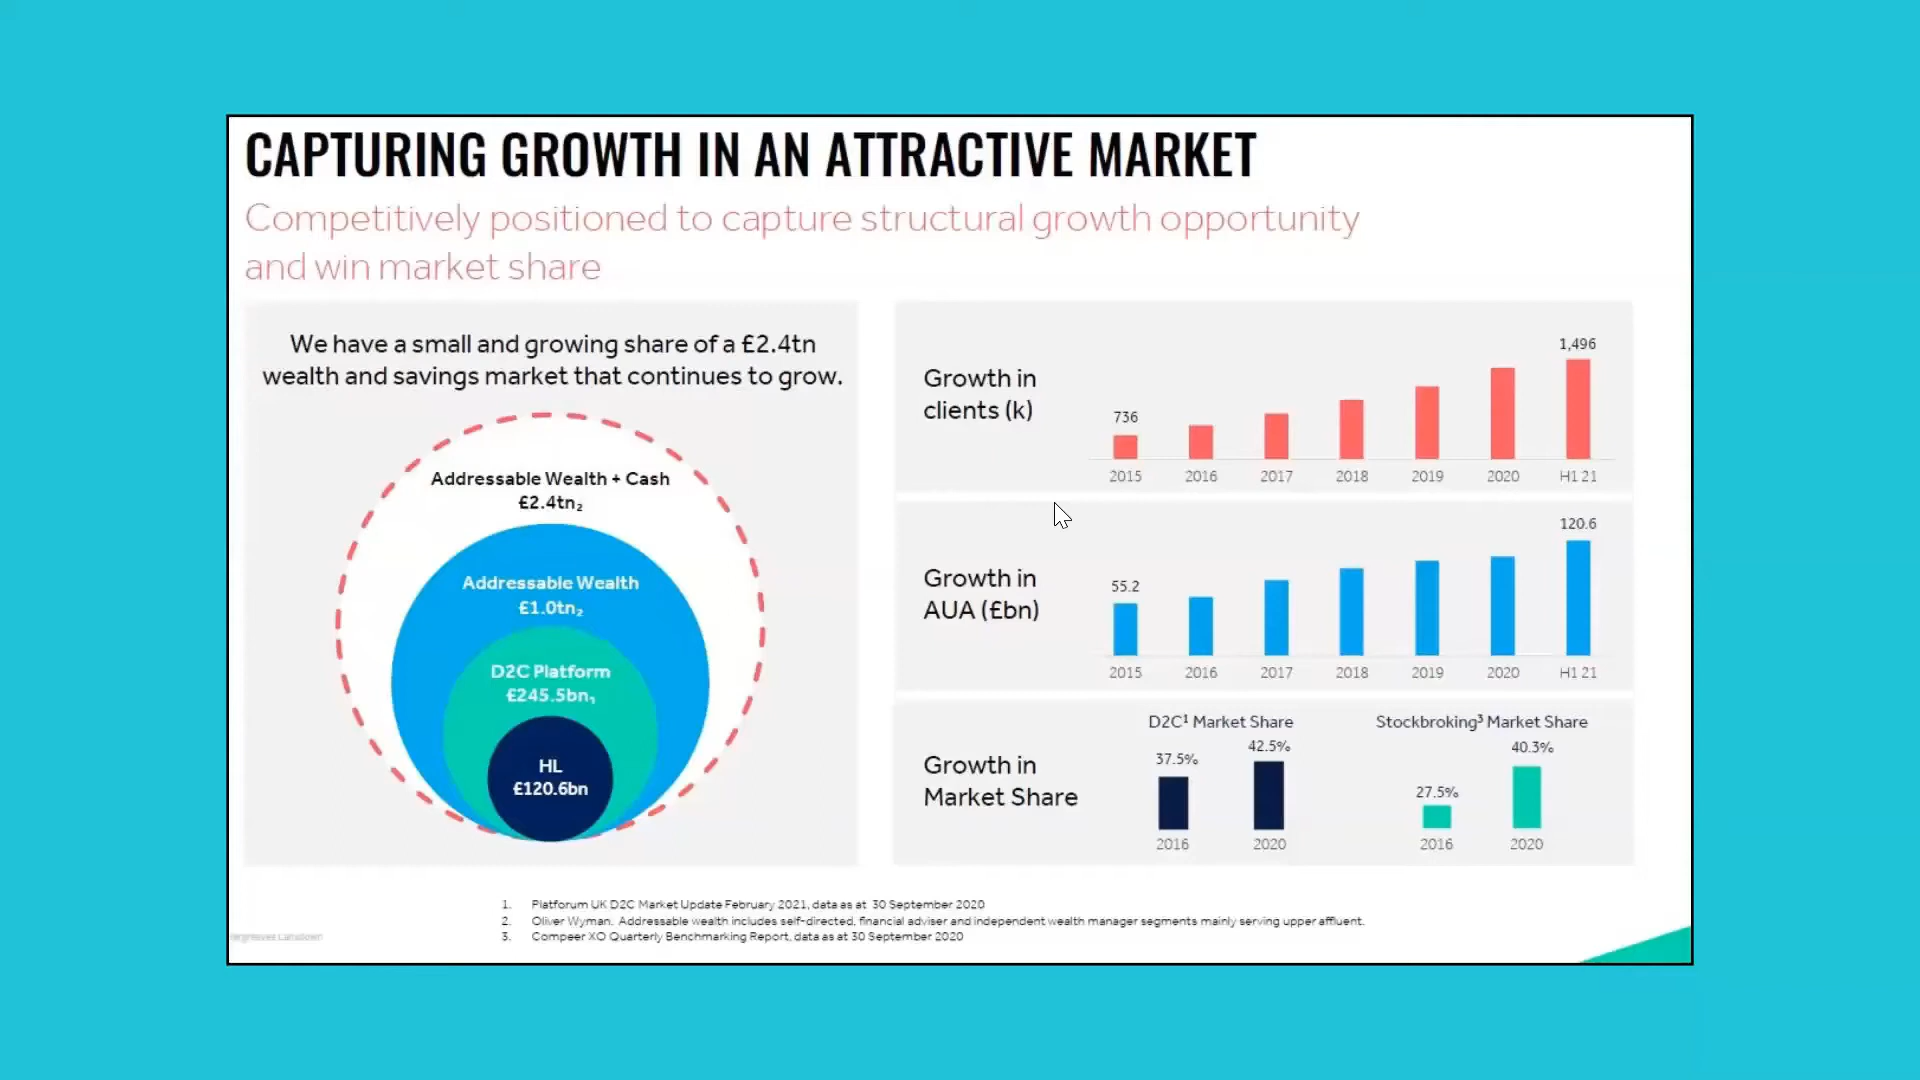 CAPTURING GROWTH IN AN ATTRACTIVE MARKET
Competitively positioned to capture structural growth opportunity
and win market share
We have a small and growing share of a £2.4tn
wealth and savings market that continues to grow.
Addressable Wealth + Cash
£2.4tn₂
Addressable Wealth
£1.0tn₂
D2C Platform
£245.5bn₁
HL
£120.6bn
Growth in
clients (k)
736
1,496
2015 2016 2017 2018 2019 2020 H1 21
Growth in
AUA (£bn)
55.2
120.6
2015 2016 2017 2018 2019 2020 H1 21
Growth in
Market Share
D2C¹ Market Share
37.5% 42.5%
2016 2020
Stockbroking³ Market Share
27.5% 40.3%
2016 2020
1. Platforum UK D2C Market Update February 2021, data as at 30 September 2020
2. Oliver Wyman. Addressable wealth includes self-directed, financial adviser and independent wealth manager segments mainly serving upper affluent.
3. Compeer XO Quarterly Benchmarking Report, data as at 30 September 2020
Lansdown